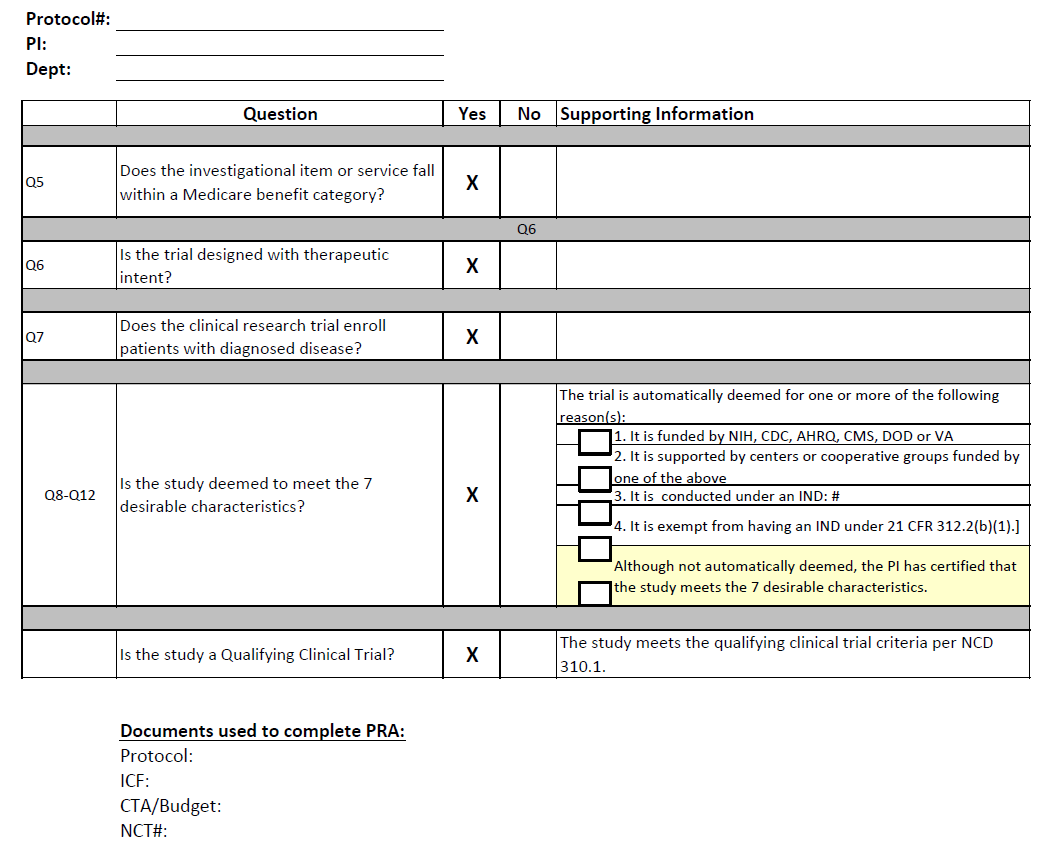 Protocol#:
PI:
Dept:
Question Yes No Supporting Information
Q5 Does the investigational item or service fall
within a Medicare benefit category? X
Q6
Q6 Is the trial designed with therapeutic
intent? X
Q7 Does the clinical research trial enroll
patients with diagnosed disease? X
Q8-Q12 Is the study deemed to meet the 7
desirable characteristics? X
The trial is automatically deemed for one or more of the following
reason(s):
1. It is funded by NIH, CDC, AHRQ, CMS, DOD or VA
2. It is supported by centers or cooperative groups funded by
one of the above
3. It is  conducted under an IND: #
4. It is exempt from having an IND under 21 CFR 312.2(b)(1).]
Although not automatically deemed, the PI has certified that
the study meets the 7 desirable characteristics.
Is the study a Qualifying Clinical Trial? X
The study meets the qualifying clinical trial criteria per NCD
310.1.
Documents used to complete PRA:
Protocol:
ICF:
CTA/Budget:
NCT#: